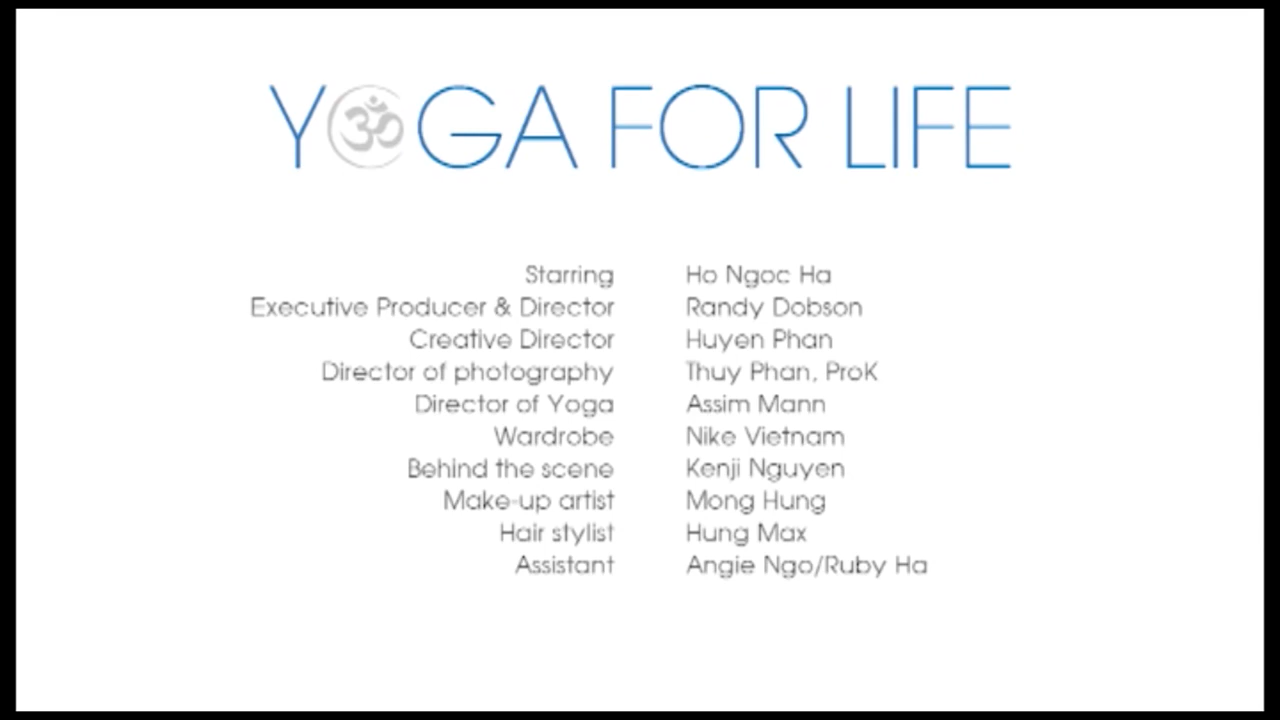 YॐGA FOR LIFE
Starring Ho Ngoc Ha
Executive Producer & Director Randy Dobson
Creative Director Huyen Phan
Director of photography Thuy Phan, ProK
Director of Yoga Assim Mann
Wardrobe Nike Vietnam
Behind the scene Kenji Nguyen
Make-up artist Mong Hung
Hair stylist Hung Max
Assistant Angie Ngo/Ruby Ha